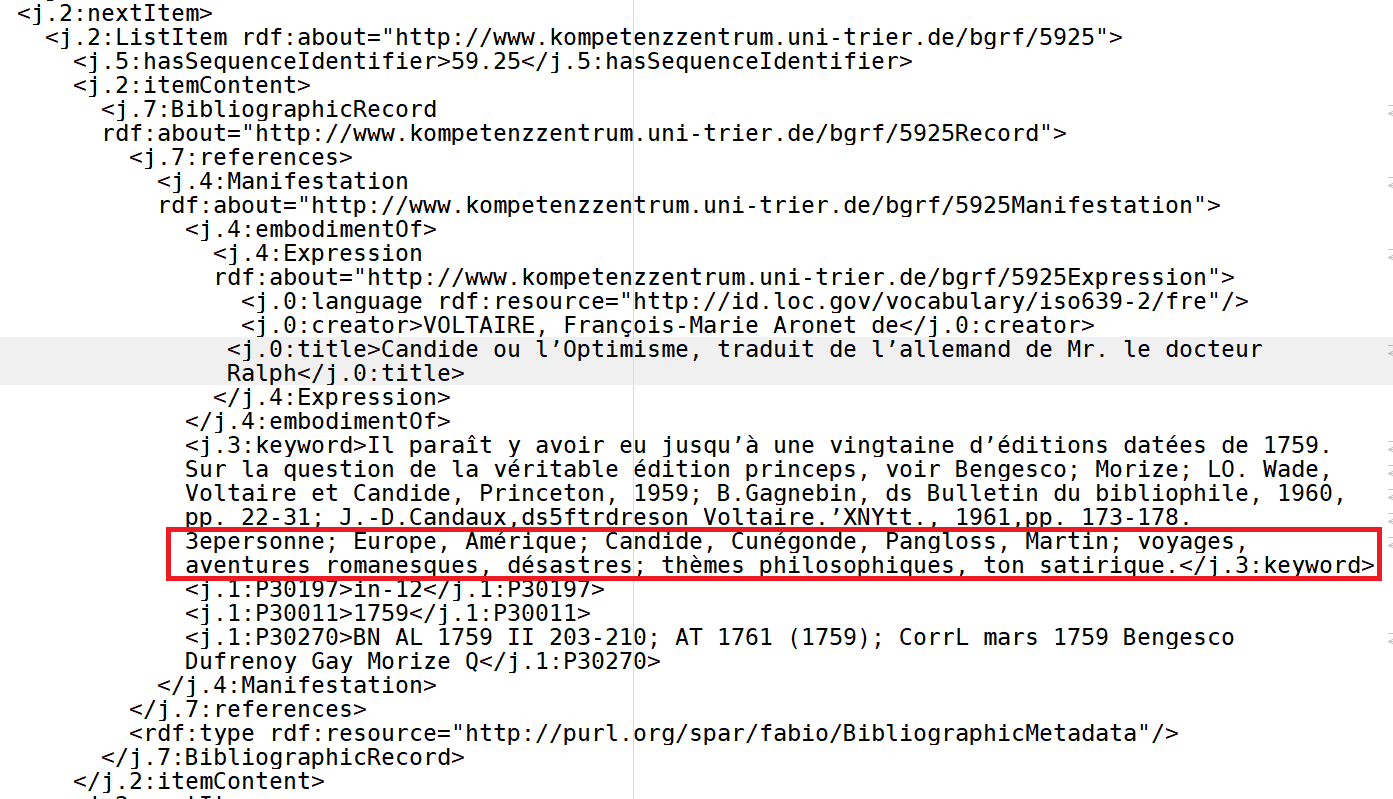 <j.2:nextItem>
<j.2:ListItem rdf:about="http://www.kompetenzzentrum.uni-trier.de/bgrf/5925">
<j.5:hasSequenceIdentifier>59.25</j.5:hasSequenceIdentifier>
<j.2:itemContent>
<j.7:BibliographicRecord
rdf:about="http://www.kompetenzzentrum.uni-trier.de/bgrf/5925Record">
<j.7:references>
<j.4:Manifestation
rdf:about="http://www.kompetenzzentrum.uni-trier.de/bgrf/5925Manifestation">
<j.4:embodimentOf>
<j.4:Expression
rdf:about="http://www.kompetenzzentrum.uni-trier.de/bgrf/5925Expression">
<j.0:language rdf:resource="http://id.loc.gov/vocabulary/iso639-2/fre"/>
<j.0:creator>VOLTAIRE, François-Marie Aronet de</j.0:creator>
<j.0:title>Candide ou l’Optimisme, traduit de l’allemand de Mr. le docteur
Ralph</j.0:title>
</j.4:Expression>
</j.4:embodimentOf>
<j.3:keyword>Il paraît y avoir eu jusqu’à une vingtaine d’éditions datées de 1759.
Sur la question de la véritable édition princeps, voir Bengesco; Morize; LO. Wade,
Voltaire et Candide, Princeton, 1959; B.Gagnebin, ds Bulletin du bibliophile, 1960,
pp. 22-31; J.-D.Candaux,ds5ftrdreson Voltaire.’XNYtt., 1961,pp. 173-178.
3epersonne; Europe, Amérique; Candide, Cunégonde, Pangloss, Martin; voyages,
aventures romanesques, désastres; thèmes philosophiques, ton satirique.</j.3:keyword>
<j.1:P30197>in-12</j.1:P30197>
<j.1:P30011>1759</j.1:P30011>
<j.1:P30270>BN AL 1759 II 203-210; AT 1761 (1759); CorrL mars 1759 Bengesco
Dufrenoy Gay Morize Q</j.1:P30270>
</j.4:Manifestation>
</j.7:references>
<rdf:type rdf:resource="http://purl.org/spar/fabio/BibliographicMetadata"/>
</j.7:BibliographicRecord>
</j.2:itemContent>